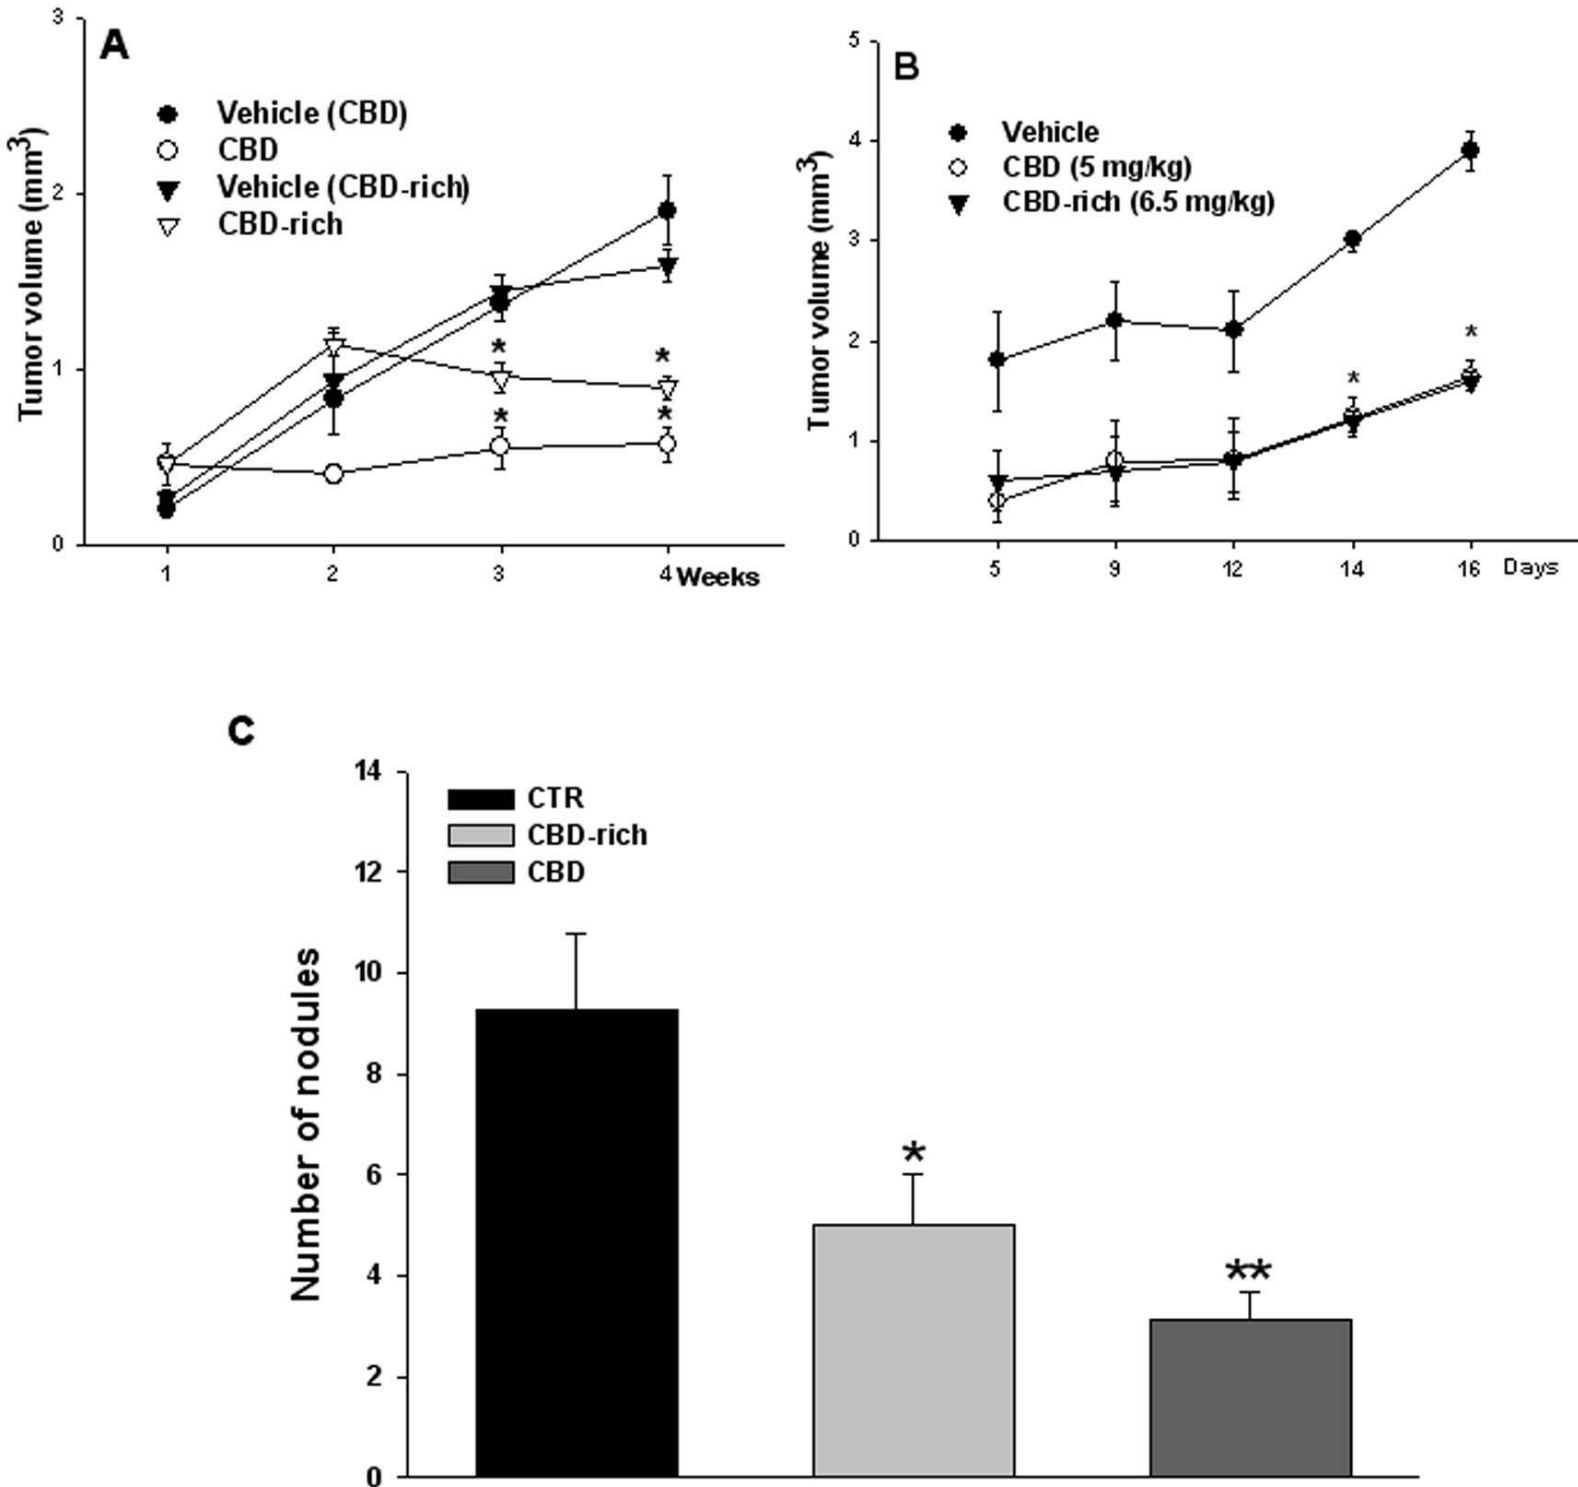 A
3
2
1
0
Tumor volume (mm3)
Vehicle (CBD)
CBD
Vehicle (CBD-rich)
CBD-rich
*
*
*
*
1 2 3 4 Weeks
B
5
4
3
2
1
0
Tumor volume (mm3)
Vehicle
CBD (5 mg/kg)
CBD-rich (6.5 mg/kg)
*
*
5 9 12 14 16 Days
C
14
12
10
8
6
4
2
0
Number of nodules
CTR
CBD-rich
CBD
*
**